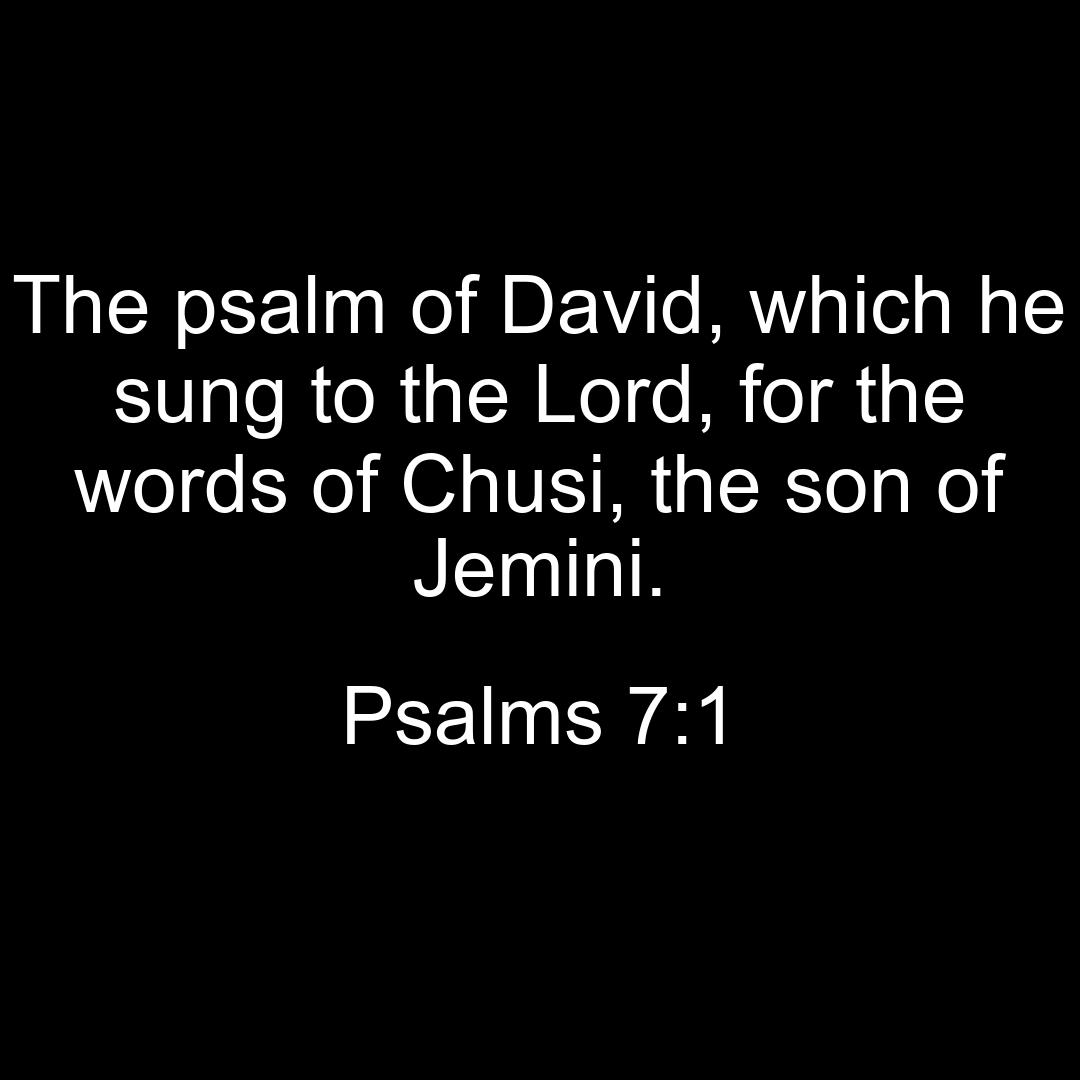 The psalm of David, which he
sung to the Lord, for the
words of Chusi, the son of
Jemini.
Psalms 7:1